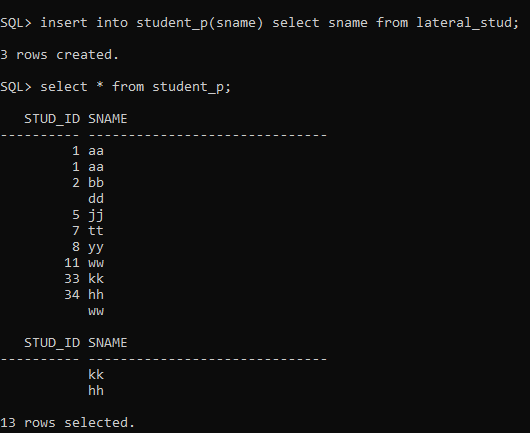 SQL> insert into student_p(sname) select sname from lateral_stud;
3 rows created.
SQL> select * from student_p;
   STUD_ID SNAME
---------- ------------------------------
         1 aa
         1 aa
         2 bb
           dd
         5 jj
         7 tt
         8 yy
        11 ww
        33 kk
        34 hh
           ww
   STUD_ID SNAME
---------- ------------------------------
           kk
           hh
13 rows selected.